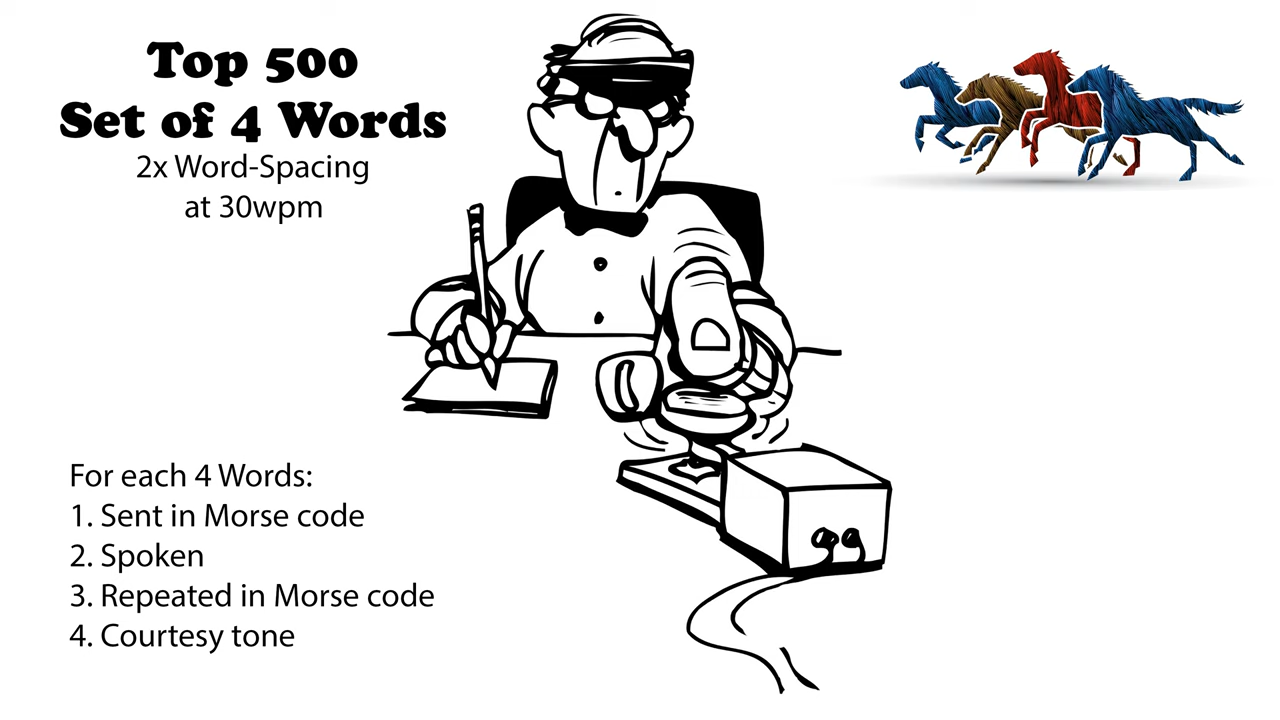 Top 500
Set of 4 Words
2x Word-Spacing
at 30wpm
For each 4 Words:
1. Sent in Morse code
2. Spoken
3. Repeated in Morse code
4. Courtesy tone